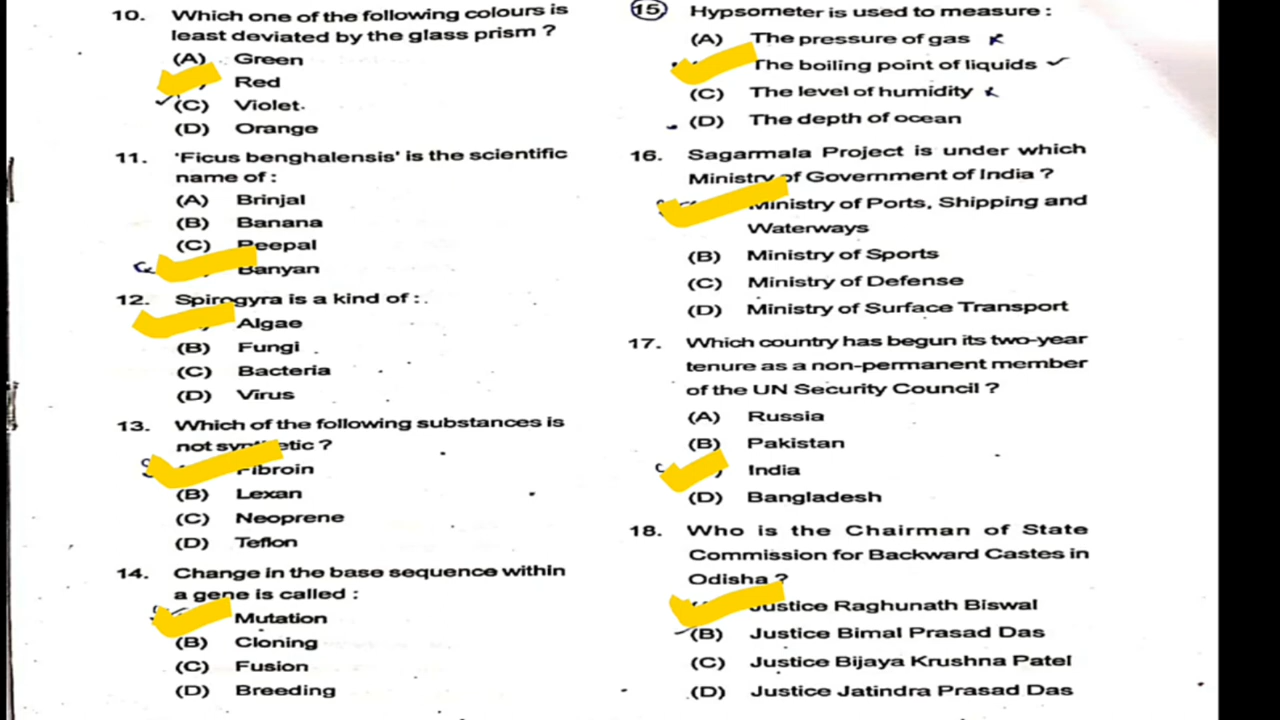 10. Which one of the following colours is
least deviated by the glass prism ?
(A) Green
Red
(C) Violet
(D) Orange
11. 'Ficus benghalensis' is the scientific
name of :
(A) Brinjal
(B) Banana
(C) Peepal
Banyan
12. Spirogyra is a kind of :
Algae
(B) Fungi
(C) Bacteria
(D) Virus
13. Which of the following substances is
not synthetic ?
Fibroin
(B) Lexan
(C) Neoprene
(D) Teflon
14. Change in the base sequence within
a gene is called :
Mutation
(B) Cloning
(C) Fusion
(D) Breeding
15 Hypsometer is used to measure :
(A) The pressure of gas
The boiling point of liquids
(C) The level of humidity
(D) The depth of ocean
16. Sagarmala Project is under which
Ministry of Government of India ?
Ministry of Ports, Shipping and
Waterways
(B) Ministry of Sports
(C) Ministry of Defense
(D) Ministry of Surface Transport
17. Which country has begun its two-year
tenure as a non-permanent member
of the UN Security Council ?
(A) Russia
(B) Pakistan
India
(D) Bangladesh
18. Who is the Chairman of State
Commission for Backward Castes in
Odisha ?
Justice Raghunath Biswal
(B) Justice Bimal Prasad Das
(C) Justice Bijaya Krushna Patel
(D) Justice Jatindra Prasad Das